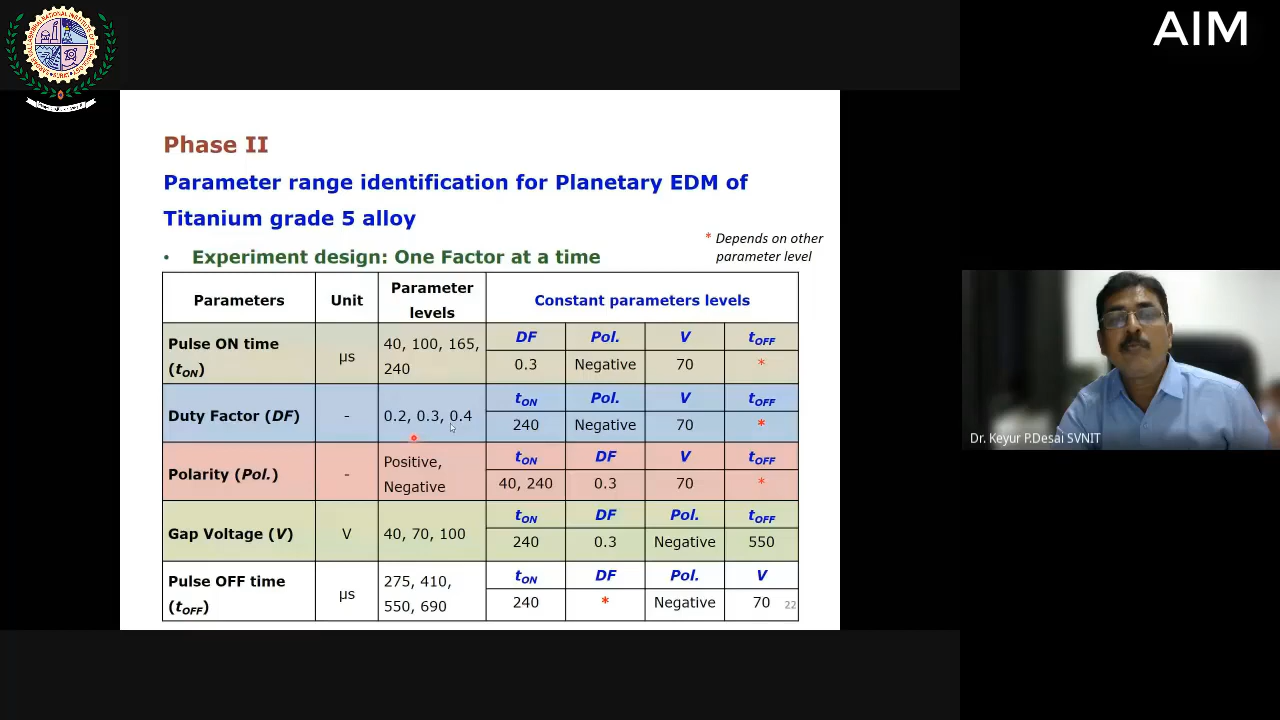 AIM
Phase II
Parameter range identification for Planetary EDM of
Titanium grade 5 alloy
* Depends on other
parameter level
• Experiment design: One Factor at a time
Parameters Unit Parameter levels Constant parameters levels
Pulse ON time (tON) µs 40, 100, 165, 240 DF Pol. V tOFF
0.3 Negative 70 *
Duty Factor (DF) - 0.2, 0.3, 0.4 tON Pol. V tOFF
240 Negative 70 *
Polarity (Pol.) - Positive, Negative tON DF V tOFF
40, 240 0.3 70 *
Gap Voltage (V) V 40, 70, 100 tON DF Pol. tOFF
240 0.3 Negative 550
Pulse OFF time (tOFF) µs 275, 410, 550, 690 tON DF Pol. V
240 * Negative 70
22
Dr. Keyur P.Desai SVNIT